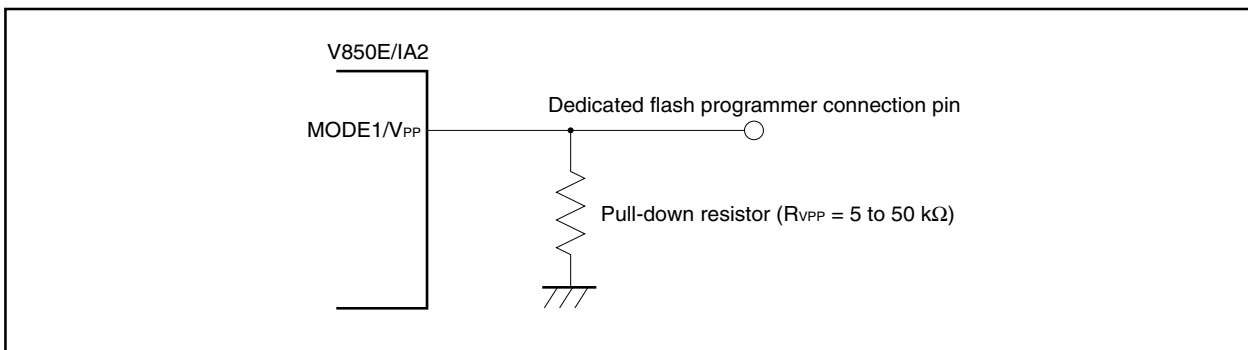 V850E/IA2
Dedicated flash programmer connection pin
MODE1/VPP
Pull-down resistor (RVPP = 5 to 50 kΩ)